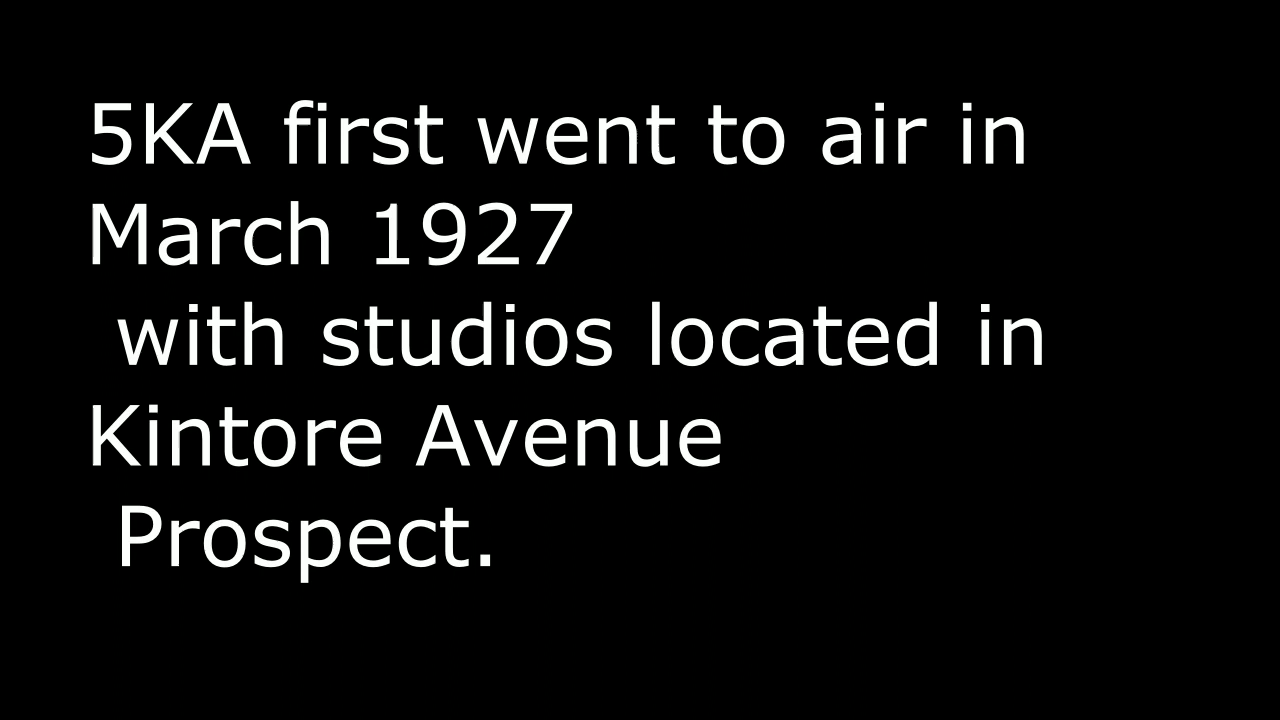 5KA first went to air in
March 1927
with studios located in
Kintore Avenue
Prospect.